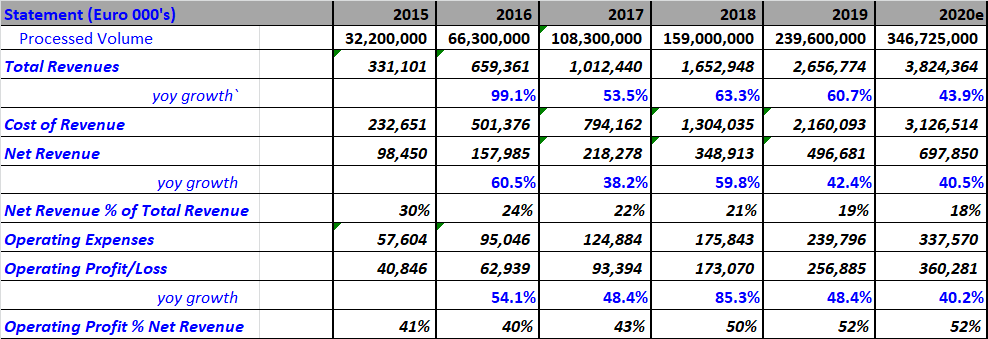 Statement (Euro 000's) 2015 2016 2017 2018 2019 2020e
Processed Volume 32,200,000 66,300,000 108,300,000 159,000,000 239,600,000 346,725,000
Total Revenues 331,101 659,361 1,012,440 1,652,948 2,656,774 3,824,364
yoy growth` 99.1% 53.5% 63.3% 60.7% 43.9%
Cost of Revenue 232,651 501,376 794,162 1,304,035 2,160,093 3,126,514
Net Revenue 98,450 157,985 218,278 348,913 496,681 697,850
yoy growth 60.5% 38.2% 59.8% 42.4% 40.5%
Net Revenue % of Total Revenue 30% 24% 22% 21% 19% 18%
Operating Expenses 57,604 95,046 124,884 175,843 239,796 337,570
Operating Profit/Loss 40,846 62,939 93,394 173,070 256,885 360,281
yoy growth 54.1% 48.4% 85.3% 48.4% 40.2%
Operating Profit % Net Revenue 41% 40% 43% 50% 52% 52%